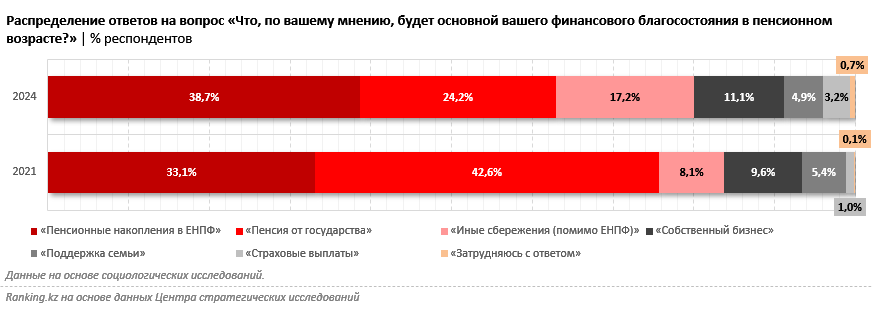 Распределение ответов на вопрос «Что, по вашему мнению, будет основной вашего финансового благосостояния в пенсионном
возрасте?» | % респондентов
0,7%
2024 38,7% 24,2% 17,2% 11,1% 4,9% 3,2%
0,1%
2021 33,1% 42,6% 8,1% 9,6% 5,4%
1,0%
«Пенсионные накопления в ЕНПФ» «Пенсия от государства» «Иные сбережения (помимо ЕНПФ)» «Собственный бизнес»
«Поддержка семьи» «Страховые выплаты» «Затрудняюсь с ответом»
Данные на основе социологических исследований.
Ranking.kz на основе данных Центра стратегических исследований